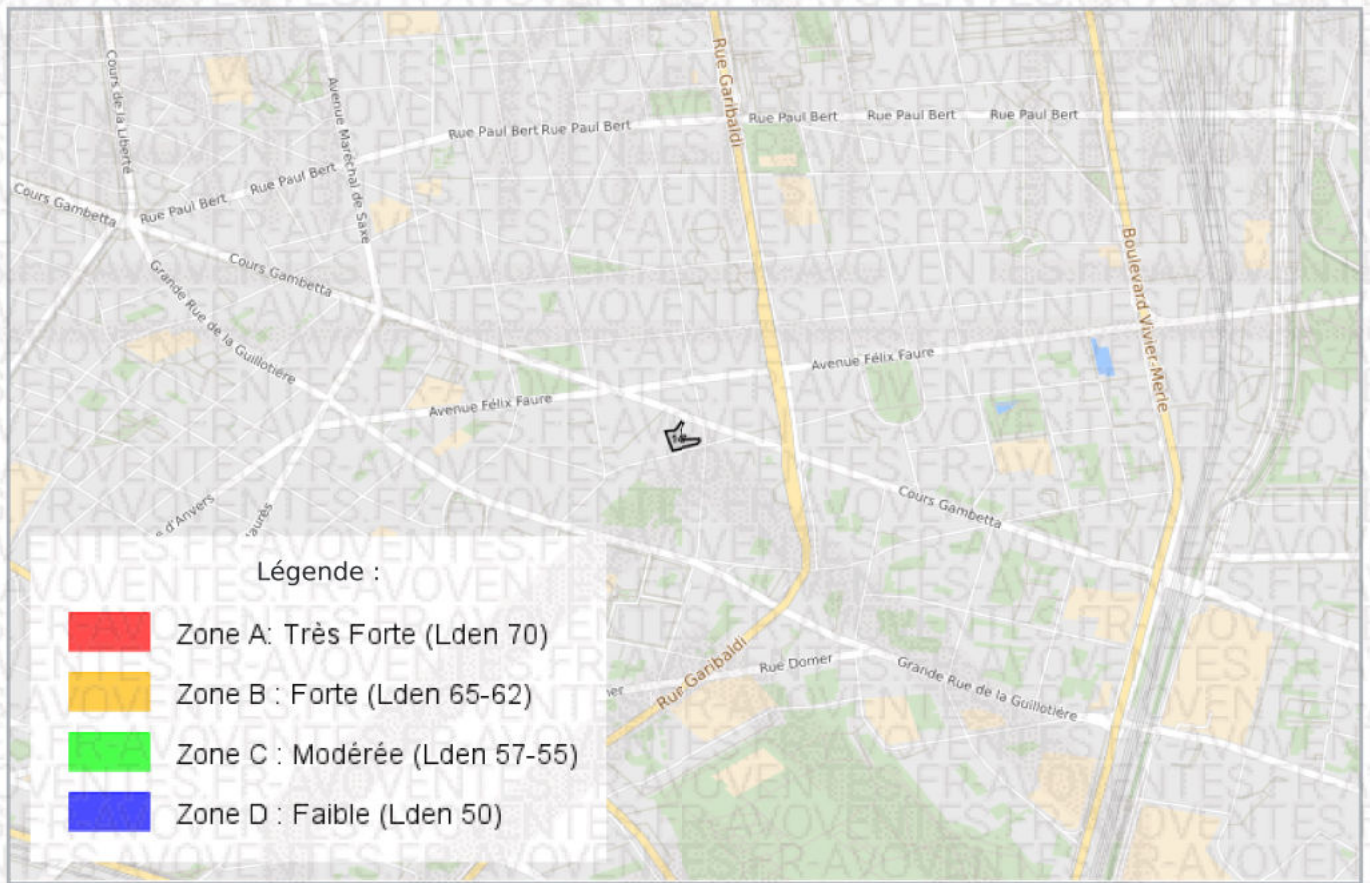 Cours de la Liberté
Avenue Maréchal de Saxe
Rue Garibaldi
Rue Paul Bert
Rue Paul Bert
Rue Paul Bert
Rue Paul Bert Rue Paul Bert
Rue Paul Bert
Rue Paul Bert
Cours Gambetta
Cours Gambetta
Grande Rue de la Guillotière
Boulevard Vivier-Merle
Avenue Félix Faure
Avenue Félix Faure
Cours Gambetta
d'Anvers
Jaurès
Rue Garibaldi
Rue Domer
Grande Rue de la Guillotière
Légende :
Zone A: Très Forte (Lden 70)
Zone B : Forte (Lden 65-62)
Zone C : Modérée (Lden 57-55)
Zone D : Faible (Lden 50)
AVOVENTES.FR